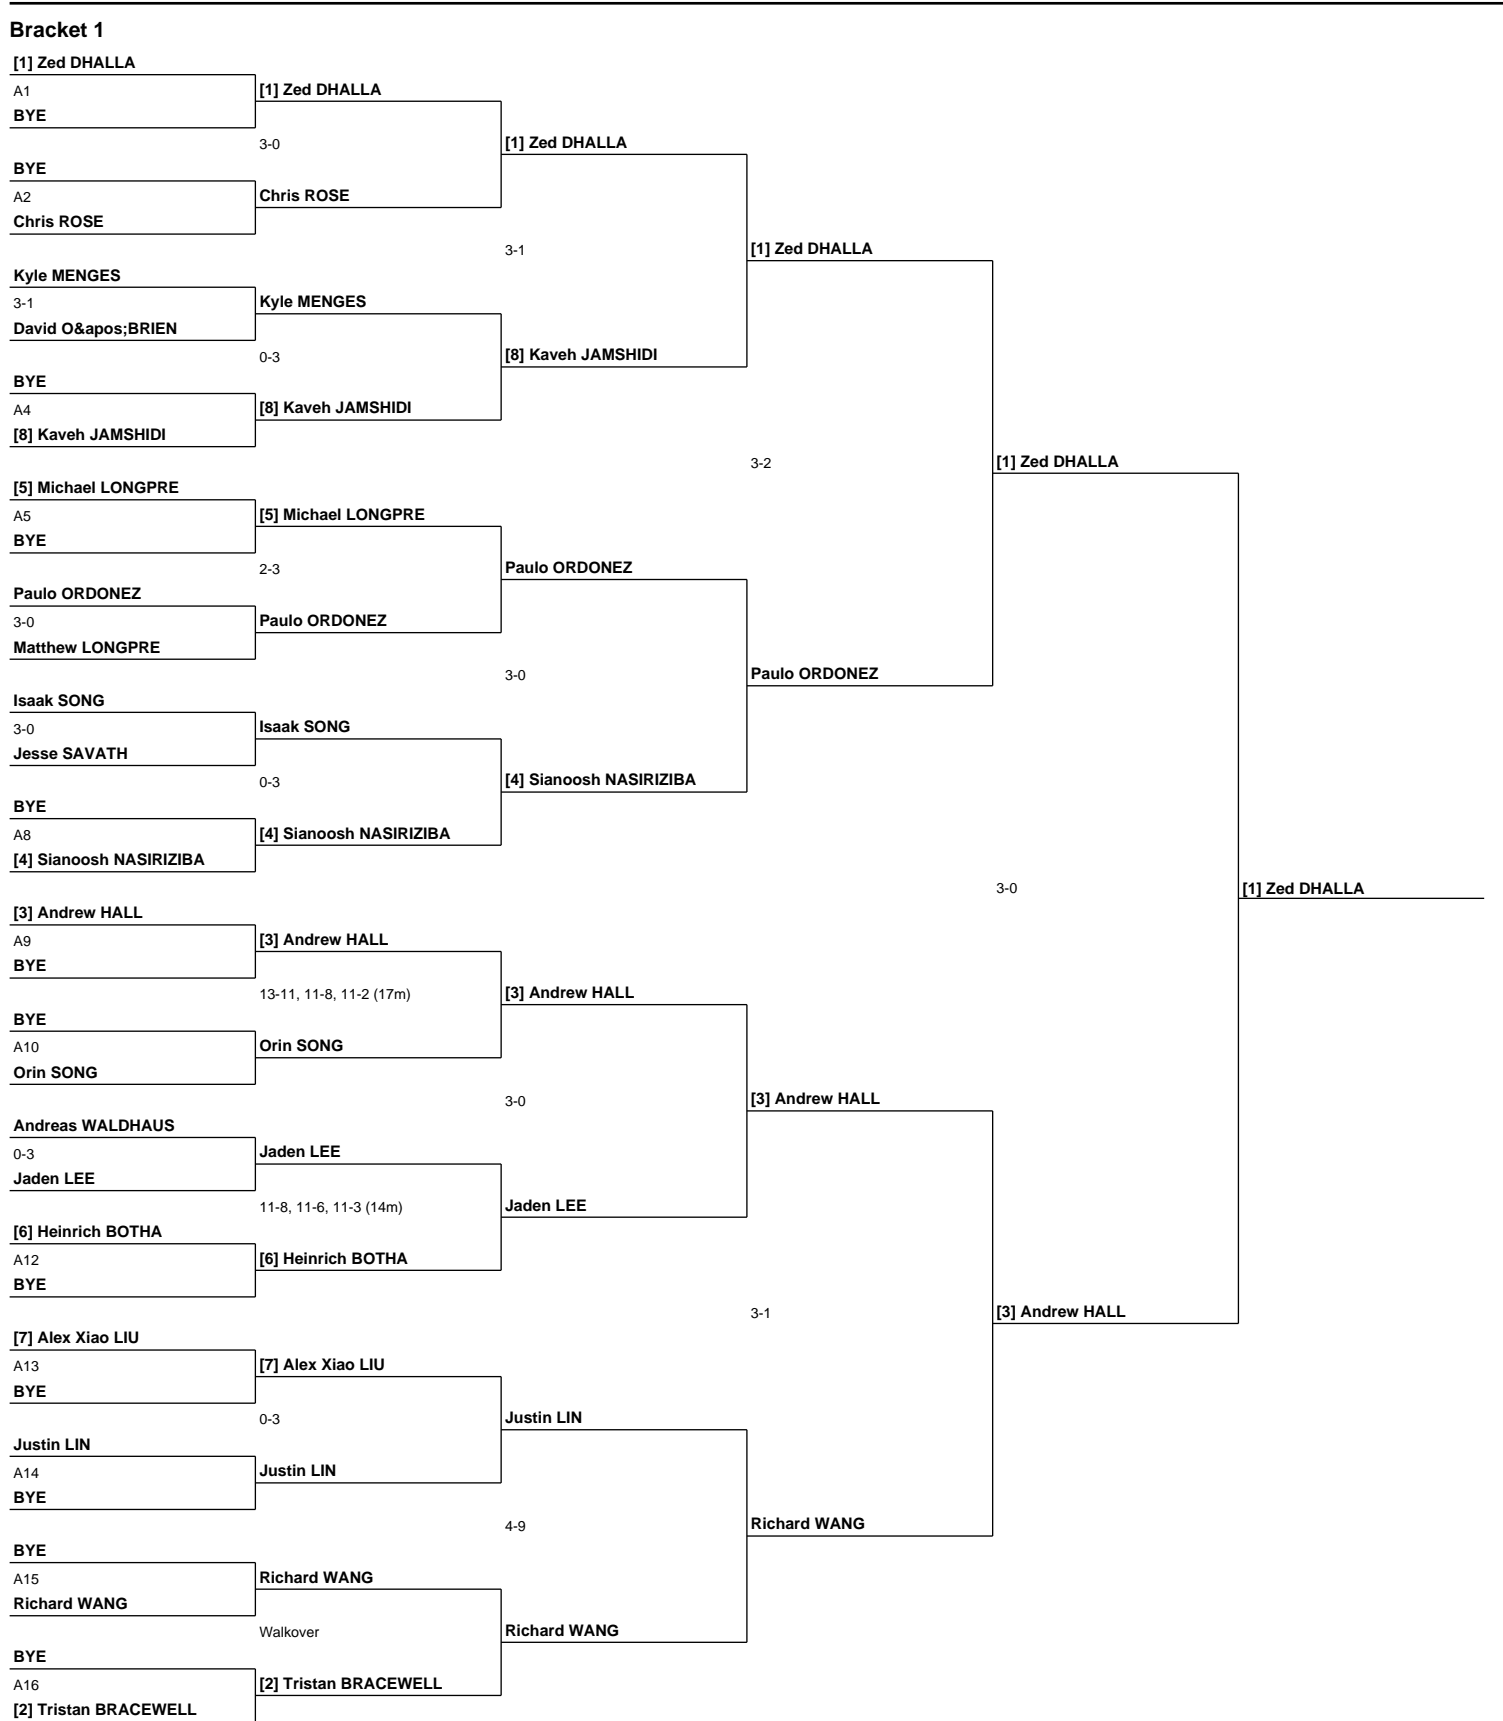 Bracket 1
[1] Zed DHALLA
A1
BYE
BYE
A2
Chris ROSE
Kyle MENGES
3-1
David O&apos;BRIEN
BYE
A4
[8] Kaveh JAMSHIDI
[5] Michael LONGPRE
A5
BYE
Paulo ORDONEZ
3-0
Matthew LONGPRE
Isaak SONG
3-0
Jesse SAVATH
BYE
A8
[4] Sianoosh NASIRIZIBA
[3] Andrew HALL
A9
BYE
BYE
A10
Orin SONG
Andreas WALDHAUS
0-3
Jaden LEE
[6] Heinrich BOTHA
A12
BYE
[7] Alex Xiao LIU
A13
BYE
Justin LIN
A14
BYE
BYE
A15
Richard WANG
BYE
A16
[2] Tristan BRACEWELL
[1] Zed DHALLA
3-0
Chris ROSE
Kyle MENGES
0-3
[8] Kaveh JAMSHIDI
[5] Michael LONGPRE
2-3
Paulo ORDONEZ
Isaak SONG
0-3
[4] Sianoosh NASIRIZIBA
[3] Andrew HALL
13-11, 11-8, 11-2 (17m)
Orin SONG
Jaden LEE
11-8, 11-6, 11-3 (14m)
[6] Heinrich BOTHA
[7] Alex Xiao LIU
0-3
Justin LIN
Richard WANG
Walkover
[2] Tristan BRACEWELL
[1] Zed DHALLA
3-1
[8] Kaveh JAMSHIDI
Paulo ORDONEZ
3-0
[4] Sianoosh NASIRIZIBA
[3] Andrew HALL
3-0
Jaden LEE
Justin LIN
4-9
Richard WANG
[1] Zed DHALLA
3-2
Paulo ORDONEZ
[3] Andrew HALL
3-1
Richard WANG
[1] Zed DHALLA
3-0
[3] Andrew HALL
[1] Zed DHALLA